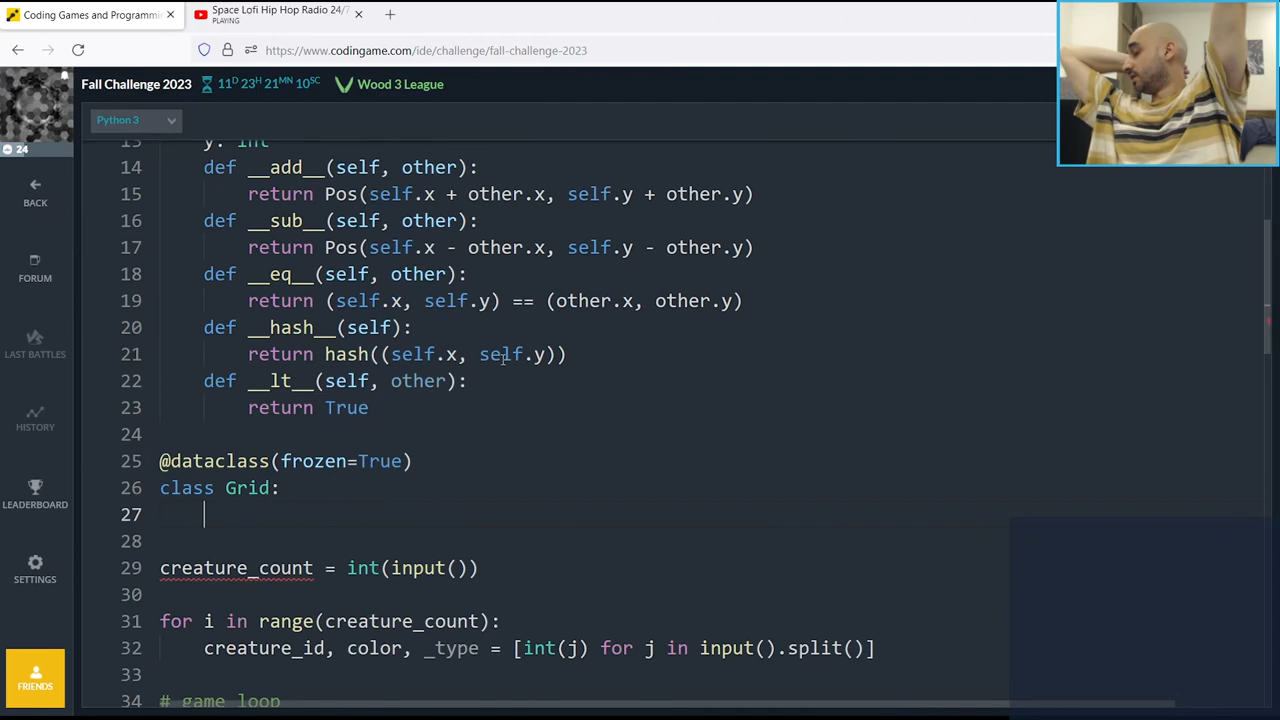 Coding Games and Programmin
Space Lofi Hip Hop Radio 24/7
PLAYING
https://www.codingame.com/ide/challenge/fall-challenge-2023
Fall Challenge 2023
11D 23H 21MN 10SC
Wood 3 League
24
Python 3
BACK
FORUM
LAST BATTLES
HISTORY
LEADERBOARD
SETTINGS
FRIENDS
13 y: int
14 def __add__(self, other):
15 return Pos(self.x + other.x, self.y + other.y)
16 def __sub__(self, other):
17 return Pos(self.x - other.x, self.y - other.y)
18 def __eq__(self, other):
19 return (self.x, self.y) == (other.x, other.y)
20 def __hash__(self):
21 return hash((self.x, self.y))
22 def __lt__(self, other):
23 return True
24
25 @dataclass(frozen=True)
26 class Grid:
27
28
29 creature_count = int(input())
30
31 for i in range(creature_count):
32 creature_id, color, _type = [int(j) for j in input().split()]
33
34 # game loop